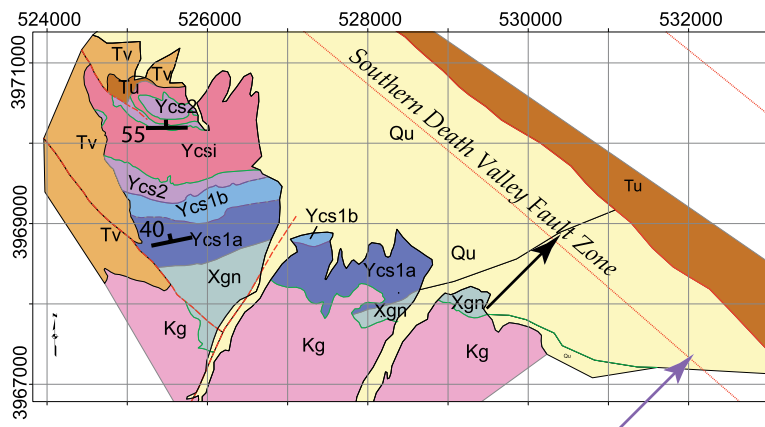 524000 526000 528000 530000 532000
3971000
3969000
3967000
Tv
Tv
Tu
Ycs2
55
Ycsi
Tv
Ycs2
Ycs1b
40
Ycs1a
Tv
Xgn
Kg
Ycs1b
Ycs1a
Xgn
Kg
Xgn
Kg
Qu
Qu
Qu
Tu
Southern Death Valley Fault Zone